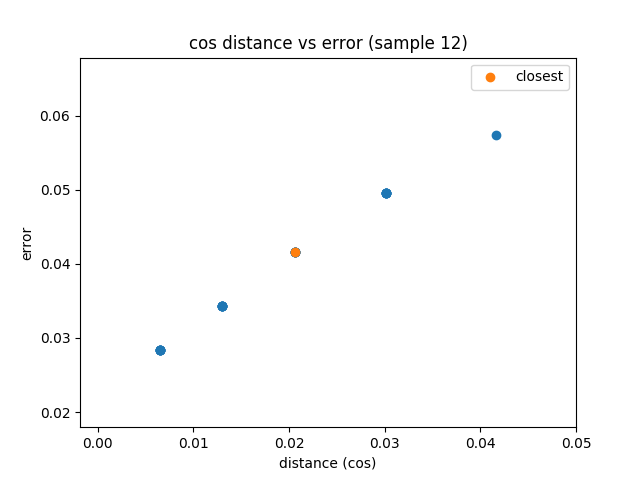 cos distance vs error (sample 12)
closest
0.06
0.05
0.04
0.03
0.02
error
0.00 0.01 0.02 0.03 0.04 0.05
distance (cos)